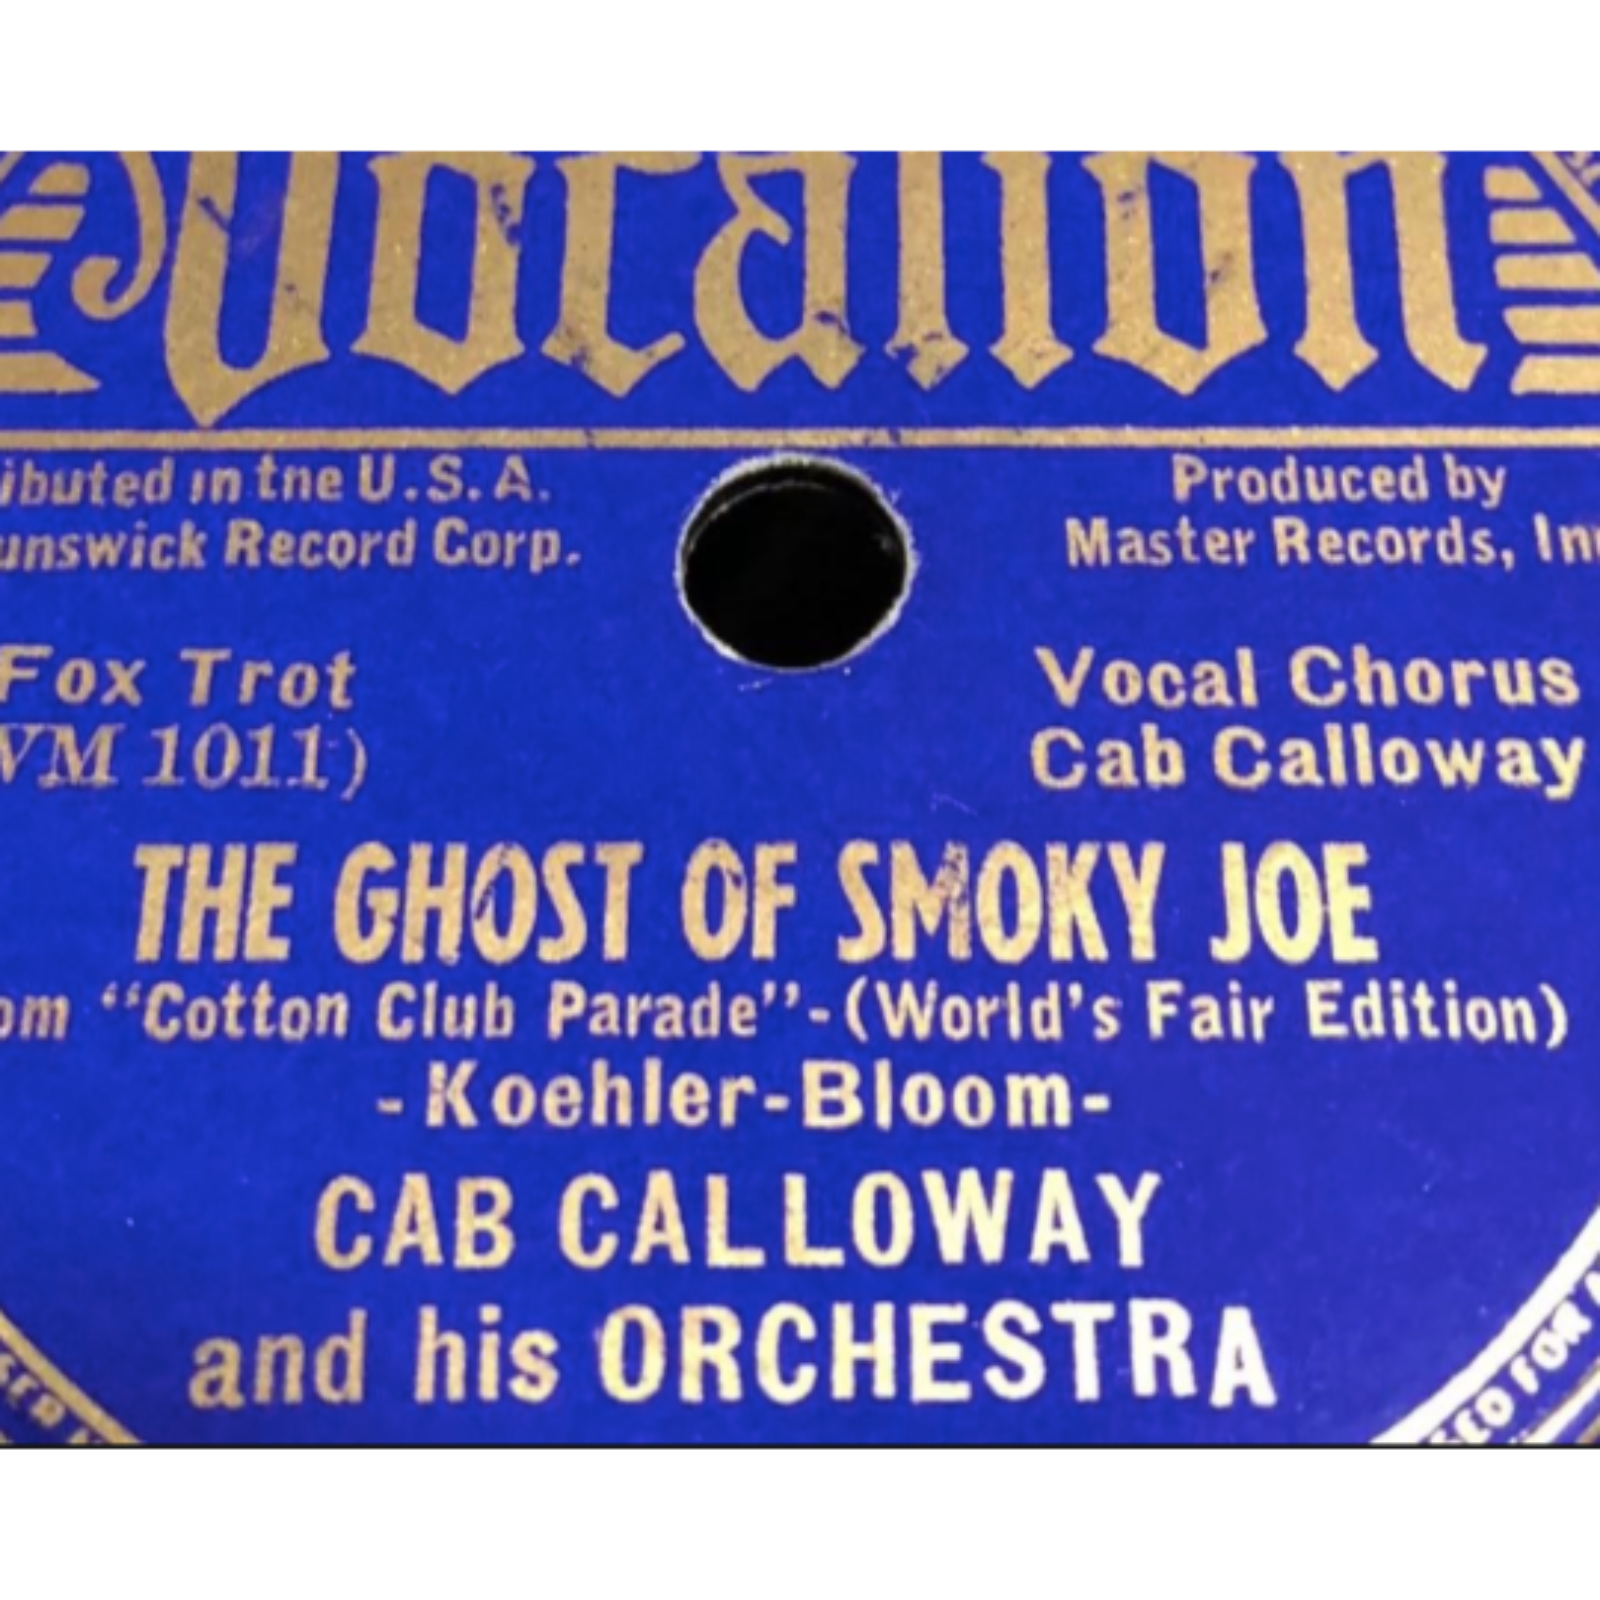 Vocalion
ibuted in the U.S.A.
unswick Record Corp.
Produced by
Master Records, In
Fox Trot
VM 1011)
Vocal Chorus
Cab Calloway
THE GHOST OF SMOKY JOE
om “Cotton Club Parade”-(World's Fair Edition)
-Koehler-Bloom-
CAB CALLOWAY
and his ORCHESTRA
FOR